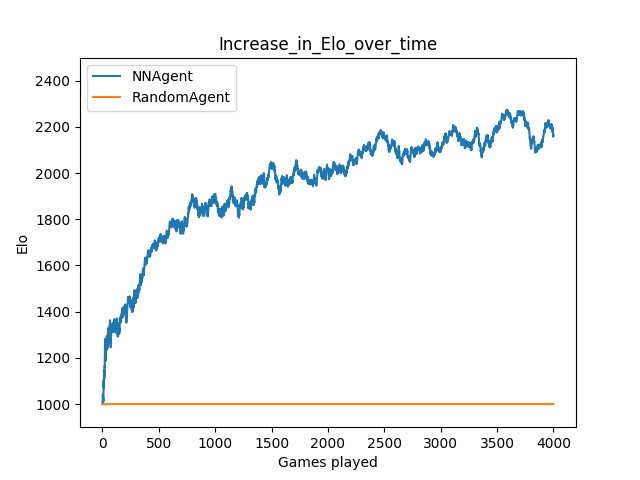 Increase_in_Elo_over_time
NNAgent
RandomAgent
2400
2200
2000
1800
1600
1400
1200
1000
Elo
0 500 1000 1500 2000 2500 3000 3500 4000
Games played